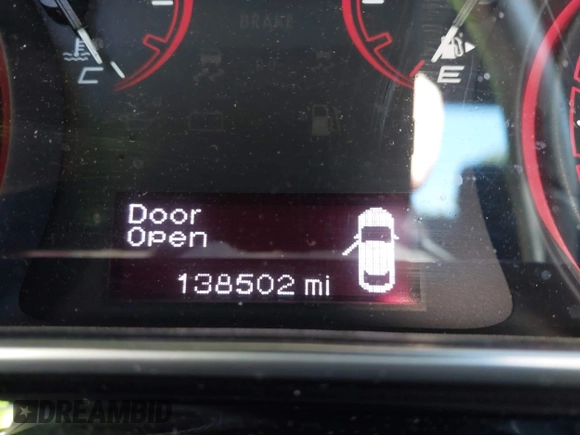 BRAKE
C
E
Door
Open
138502 mi
DREAMBID